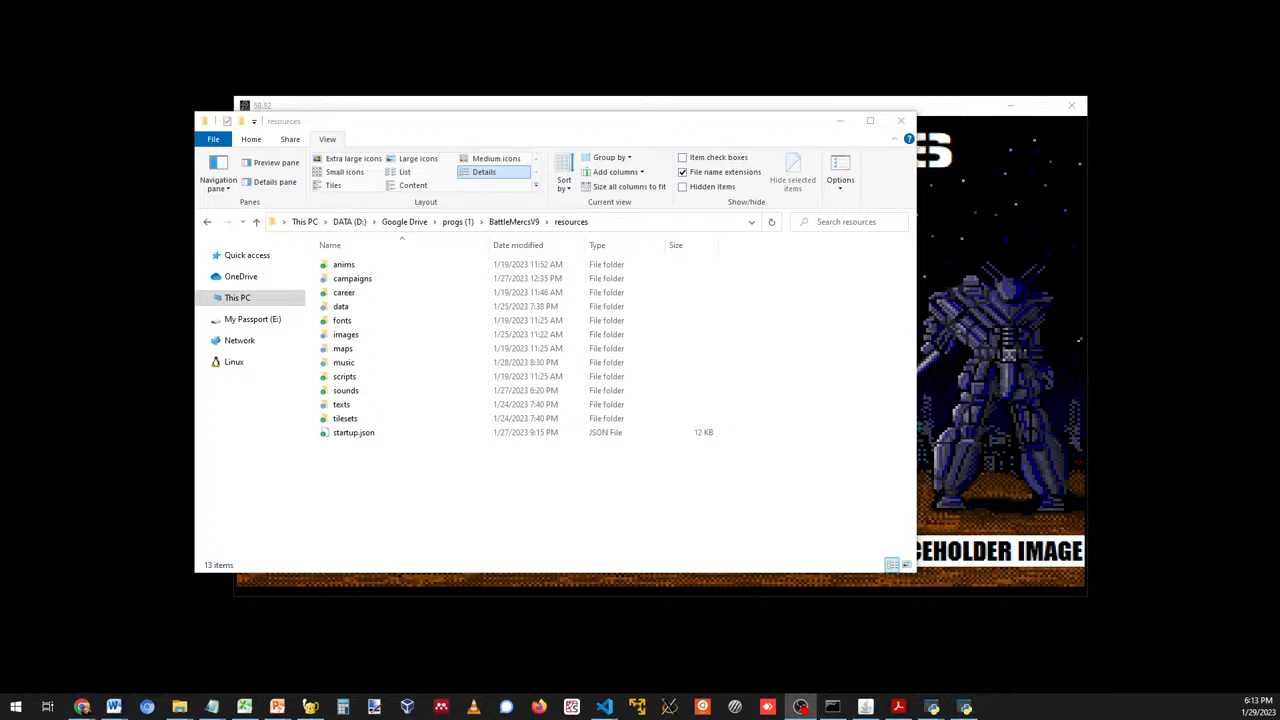 58.82
resources
File
Home
Share
View
Navigation pane
Preview pane
Details pane
Panes
Extra large icons
Large icons
Medium icons
Small icons
List
Details
Tiles
Content
Layout
Sort by
Group by
Add columns
Size all columns to fit
Current view
Item check boxes
File name extensions
Hidden items
Hide selected items
Show/hide
Options
This PC > DATA (D:) > Google Drive > progs (1) > BattleMercsV9 > resources
Search resources
Name Date modified Type Size
Quick access
OneDrive
This PC
My Passport (E:)
Network
Linux
anims 1/19/2023 11:52 AM File folder
campaigns 1/27/2023 12:35 PM File folder
career 1/19/2023 11:46 AM File folder
data 1/25/2023 7:38 PM File folder
fonts 1/19/2023 11:25 AM File folder
images 1/25/2023 11:22 AM File folder
maps 1/19/2023 11:25 AM File folder
music 1/28/2023 8:30 PM File folder
scripts 1/19/2023 11:25 AM File folder
sounds 1/27/2023 6:20 PM File folder
texts 1/24/2023 7:40 PM File folder
tilesets 1/24/2023 7:40 PM File folder
startup.json 1/27/2023 9:15 PM JSON File 12 KB
13 items
S
CEHOLDER IMAGE
6:13 PM
1/29/2023